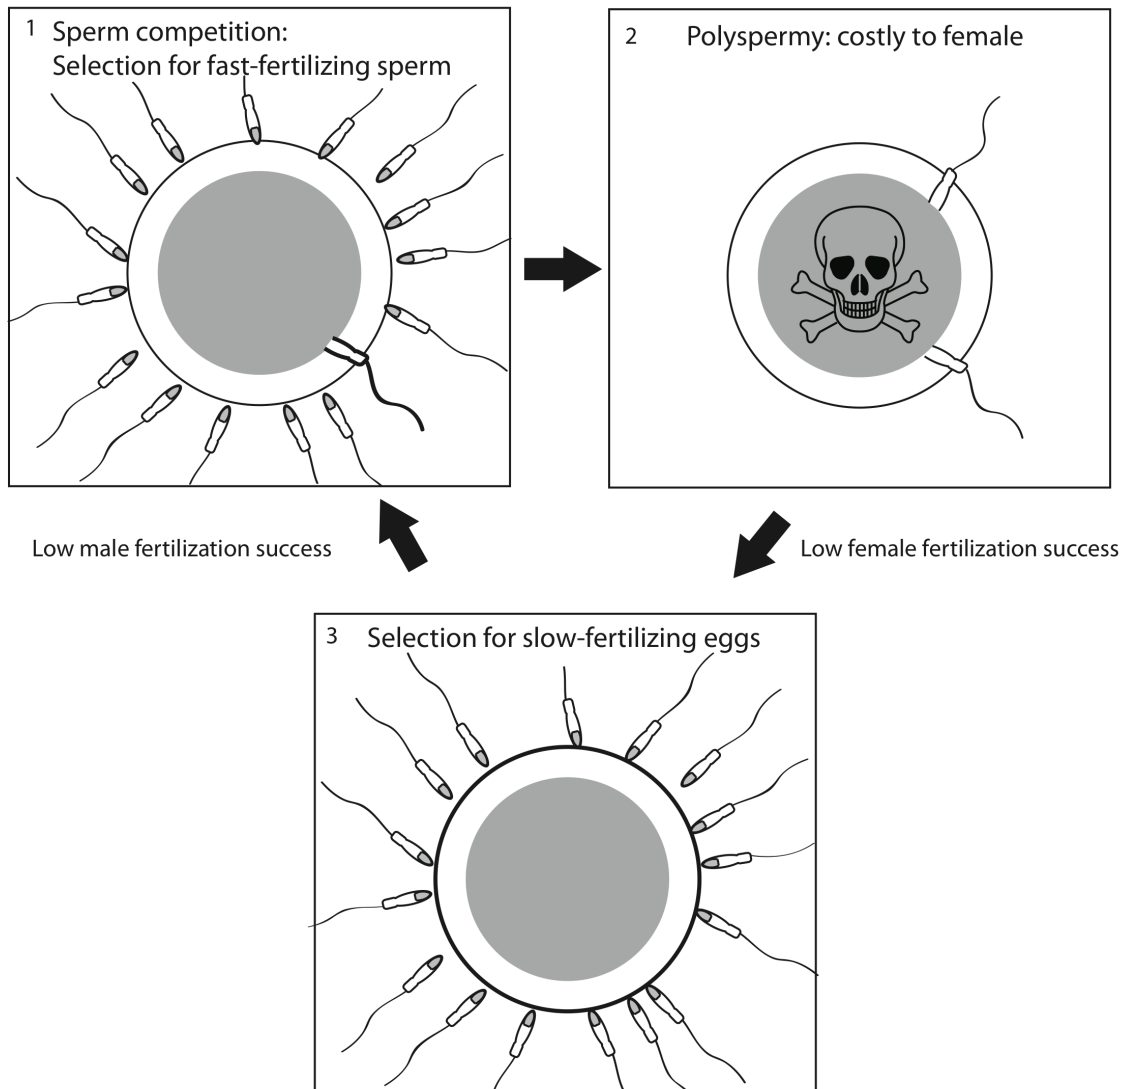 1 Sperm competition:
Selection for fast-fertilizing sperm
2 Polyspermy: costly to female
Low male fertilization success
Low female fertilization success
3 Selection for slow-fertilizing eggs